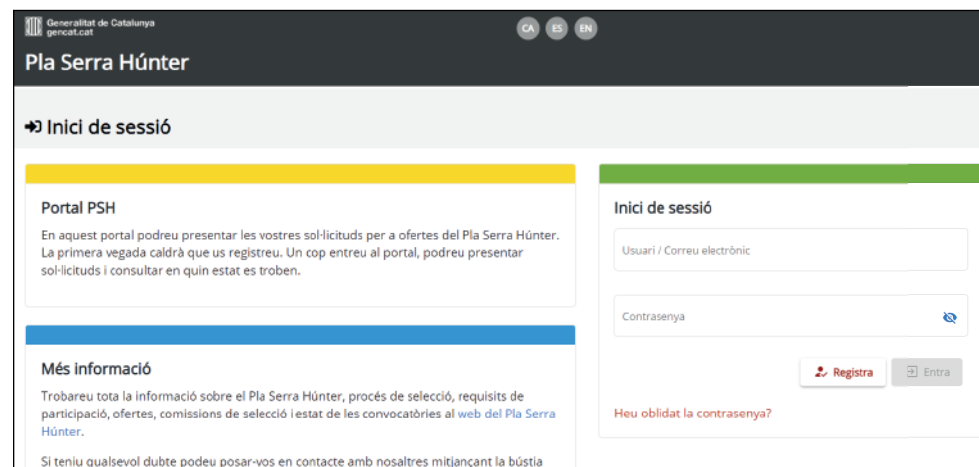 Generalitat de Catalunya
gencat.cat
CA ES EN
Pla Serra Húnter
Inici de sessió
Portal PSH
En aquest portal podreu presentar les vostres sol·licituds per a ofertes del Pla Serra Húnter.
La primera vegada caldrà que us registreu. Un cop entreu al portal, podreu presentar
sol·licituds i consultar en quin estat es troben.
Més informació
Trobareu tota la informació sobre el Pla Serra Húnter, procés de selecció, requisits de
participació, ofertes, comissions de selecció i estat de les convocatòries al web del Pla Serra
Húnter.
Si teniu qualsevol dubte podeu posar-vos en contacte amb nosaltres mitjançant la bústia
Inici de sessió
Usuari / Correu electrònic
Contrasenya
Registra
Entra
Heu oblidat la contrasenya?